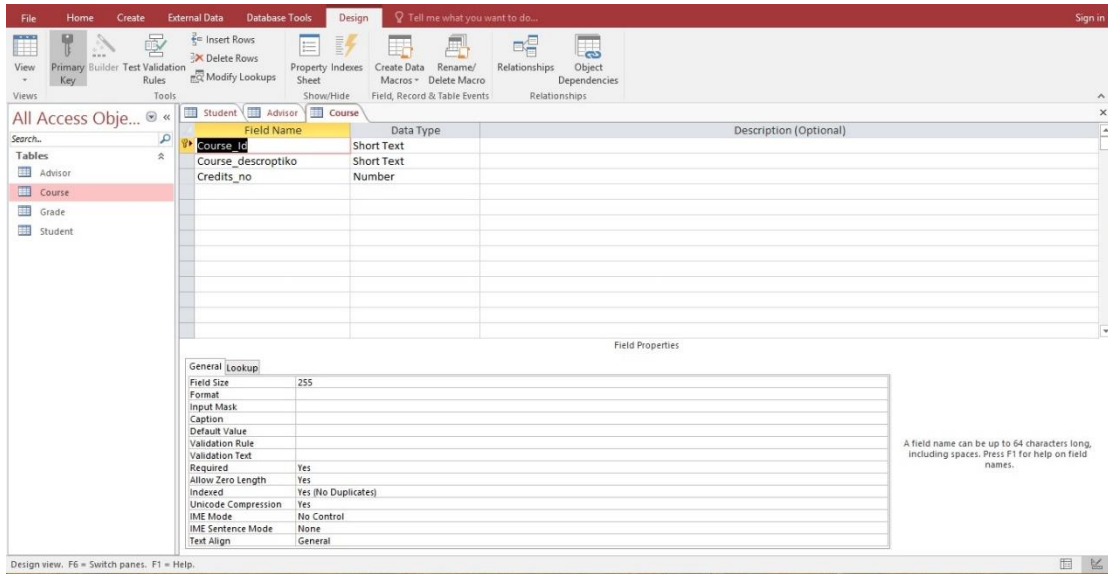 File Home Create External Data Database Tools Design Tell me what you want to do... Sign in
View Primary Key Builder Test Validation Rules Insert Rows Delete Rows Modify Lookups Property Sheet Indexes Create Data Macros Rename/ Delete Macro Relationships Object Dependencies
Views Tools Show/Hide Field, Record & Table Events Relationships
All Access Obje... «
Search...
Tables
Advisor
Course
Grade
Student
Student Advisor Course
Field Name Data Type Description (Optional)
Course_Id Short Text
Course_descroptiko Short Text
Credits_no Number
Field Properties
General Lookup
Field Size 255
Format
Input Mask
Caption
Default Value
Validation Rule
Validation Text
Required Yes
Allow Zero Length Yes
Indexed Yes (No Duplicates)
Unicode Compression Yes
IME Mode No Control
IME Sentence Mode None
Text Align General
A field name can be up to 64 characters long,
including spaces. Press F1 for help on field
names.
Design view. F6 = Switch panes. F1 = Help.